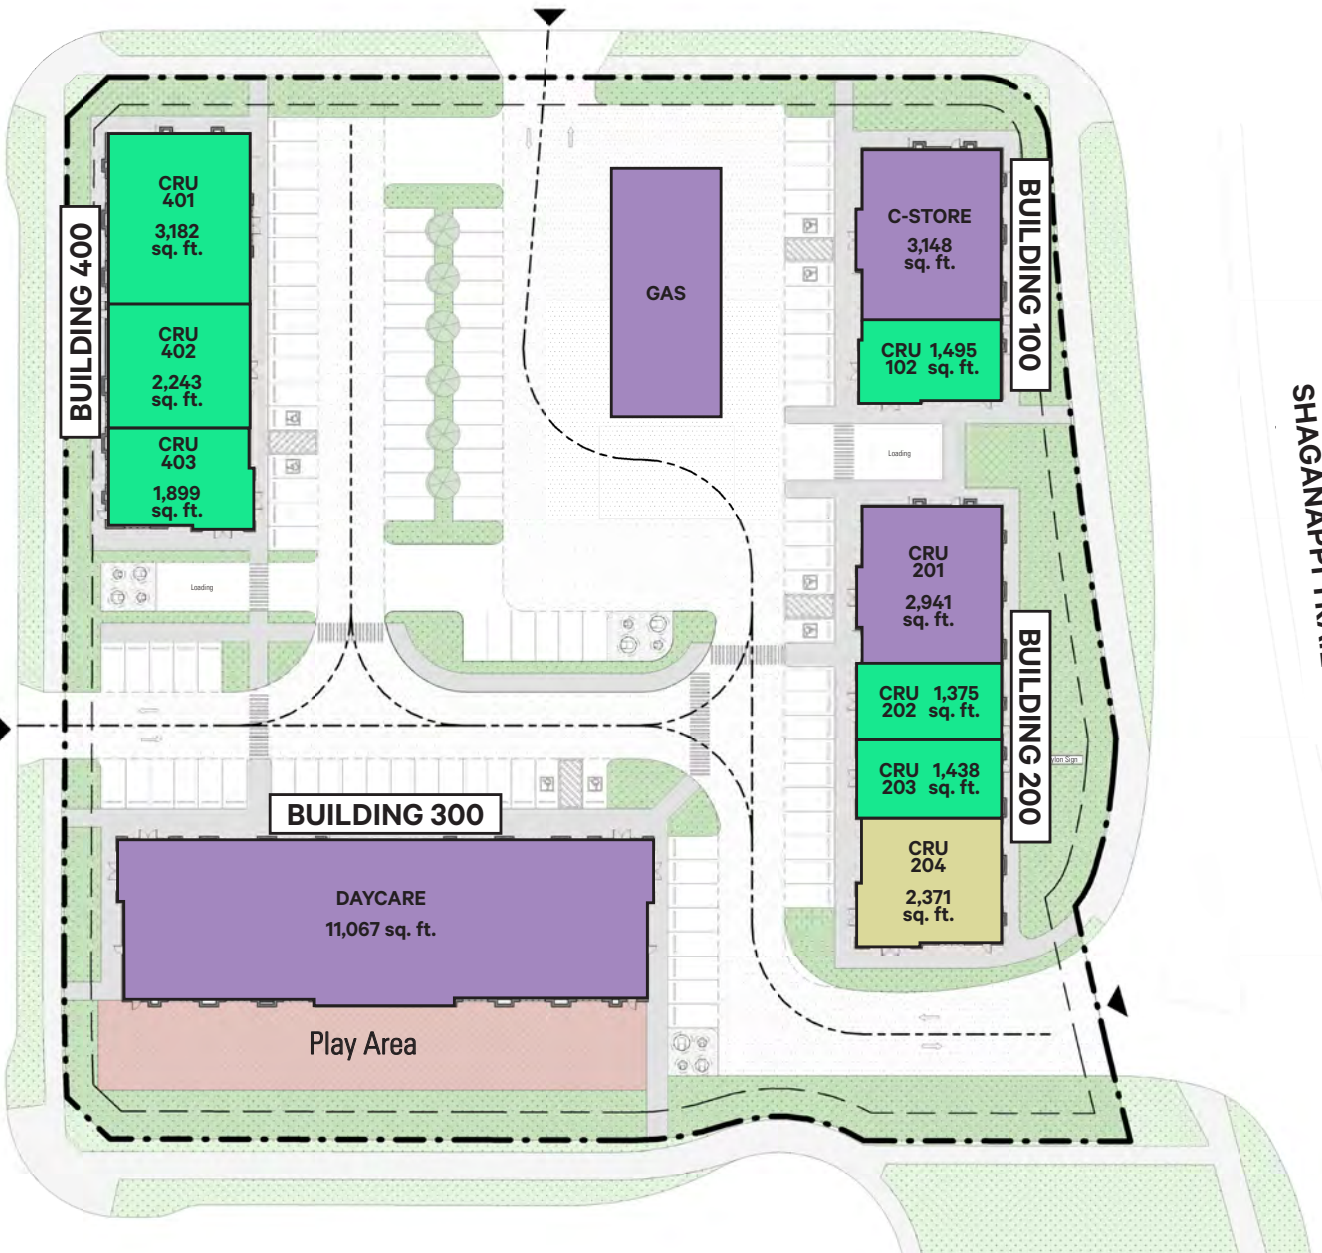 CRU
401
3,182
sq. ft.
CRU
402
2,243
sq. ft.
CRU
403
1,899
sq. ft.
BUILDING 400
Loading
GAS
C-STORE
3,148
sq. ft.
CRU 1,495
102 sq. ft.
BUILDING 100
Loading
CRU
201
2,941
sq. ft.
CRU 1,375
202 sq. ft.
CRU 1,438
203 sq. ft.
CRU
204
2,371
sq. ft.
BUILDING 200
Sign
BUILDING 300
DAYCARE
11,067 sq. ft.
Play Area
SHAGANAPPI TRAIL